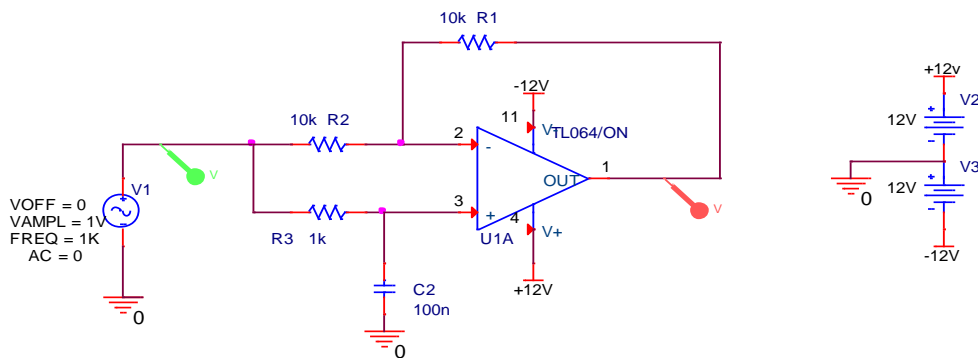 10k R1
-12V
11
V-
TL064/ON
10k R2
2
-
OUT
1
3
+
4
V+
U1A
+12V
R3 1k
C2
100n
0
V
V
V1
+
-
VOFF = 0
VAMPL = 1V
FREQ = 1K
AC = 0
0
+12v
V2
12V
+
-
V3
12V
+
-
0
-12V